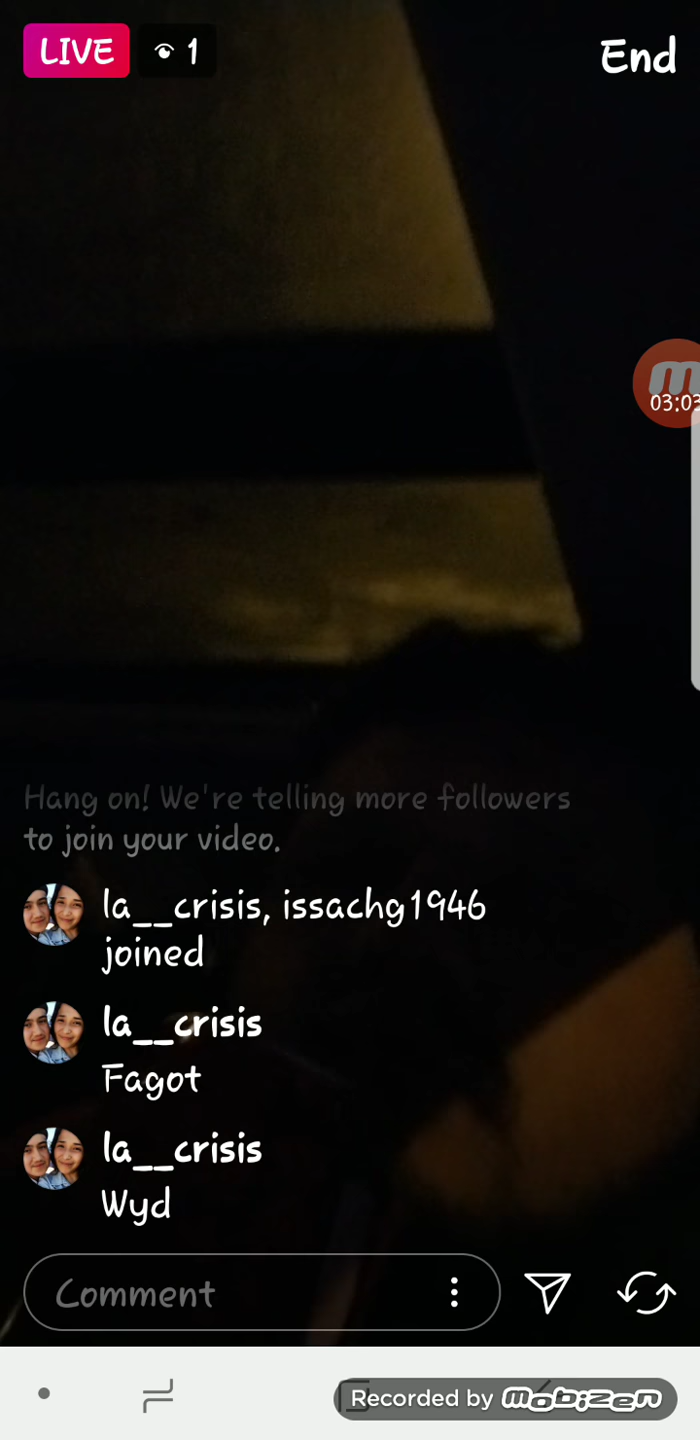 LIVE 1 End
03:03
Hang on! We're telling more followers
to join your video.
la__crisis, issachg1946
joined
la__crisis
Fagot
la__crisis
Wyd
Comment
Recorded by mobizen